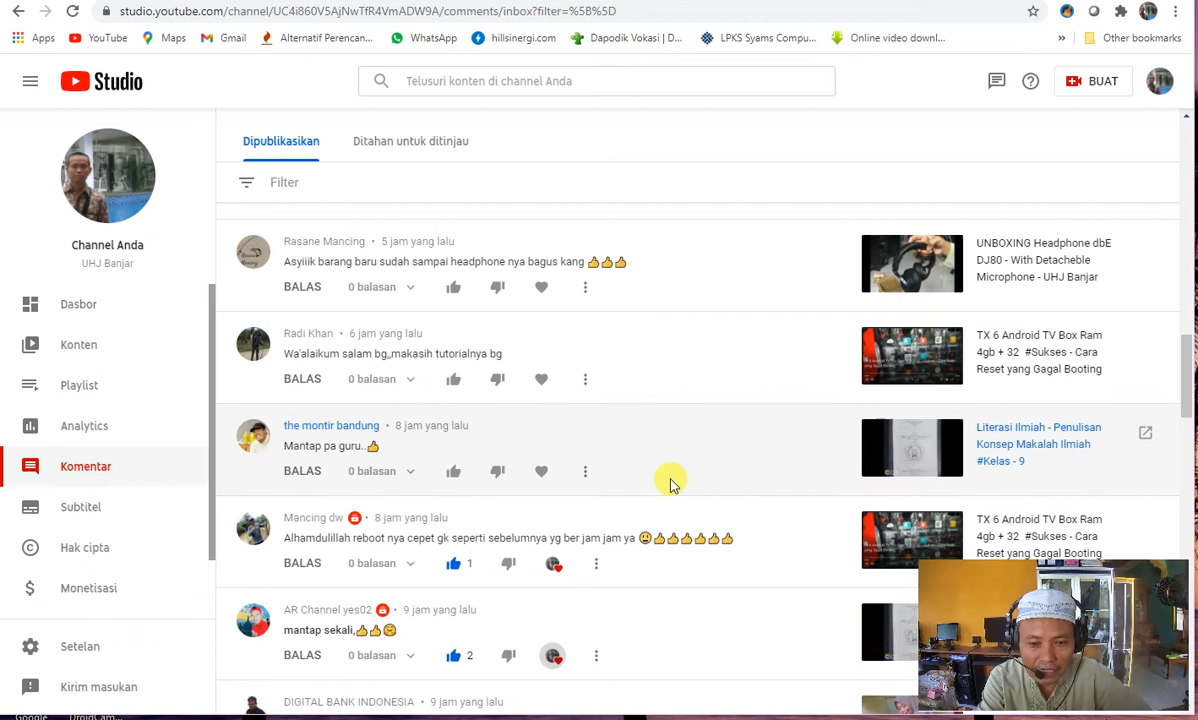 studio.youtube.com/channel/UC4i860V5AjNwTfR4VmADW9A/comments/inbox?filter=%5B%5D
Apps YouTube Maps Gmail Alternatif Perencan... WhatsApp hillsinergi.com Dapodik Vokasi | D... LPKS Syams Compu... Online video downl... » Other bookmarks
Studio
Telusuri konten di channel Anda
BUAT
Channel Anda
UHJ Banjar
Dasbor
Konten
Playlist
Analytics
Komentar
Subtitel
Hak cipta
Monetisasi
Setelan
Kirim masukan
Dipublikasikan Ditahan untuk ditinjau
Filter
Rasane Mancing • 5 jam yang lalu
Asyiiik barang baru sudah sampai headphone nya bagus kang 👍👍👍
BALAS 0 balasan
UNBOXING Headphone dbE
DJ80 - With Detacheble
Microphone - UHJ Banjar
Radi Khan • 6 jam yang lalu
Wa'alaikum salam bg,,makasih tutorialnya bg
BALAS 0 balasan
TX 6 Android TV Box Ram
4gb + 32 #Sukses - Cara
Reset yang Gagal Booting
the montir bandung • 8 jam yang lalu
Mantap pa guru..👍
BALAS 0 balasan
Literasi Ilmiah - Penulisan
Konsep Makalah Ilmiah
#Kelas - 9
Mancing dw • 8 jam yang lalu
Alhamdulillah reboot nya cepet gk seperti sebelumnya yg ber jam jam ya 😀👍👍👍👍👍👍
BALAS 0 balasan 1
TX 6 Android TV Box Ram
4gb + 32 #Sukses - Cara
Reset yang Gagal Booting
AR Channel yes02 • 9 jam yang lalu
mantap sekali,👍👍🤗
BALAS 0 balasan 2
DIGITAL BANK INDONESIA • 9 jam yang lalu
Google DroidCam...